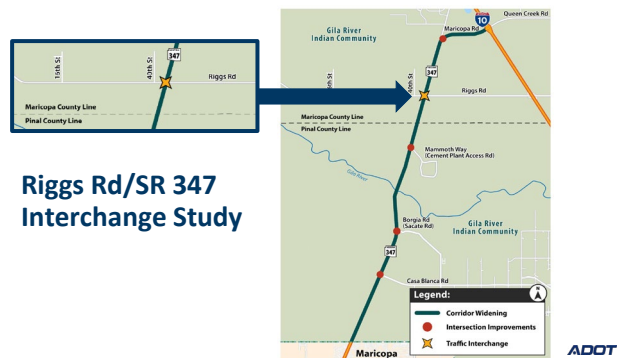 347
16th St
40th St
Riggs Rd
Maricopa County Line
Pinal County Line
Riggs Rd/SR 347
Interchange Study
Queen Creek Rd
10
Gila River
Indian Community
Maricopa Rd
347
40th St
Riggs Rd
Maricopa County Line
Pinal County Line
Mammoth Way
(Cement Plant Access Rd)
Gila River
Borgia Rd
(Sacate Rd)
Gila River
Indian Community
347
Casa Blanca Rd
Legend:
Corridor Widening
Intersection Improvements
Traffic Interchange
Maricopa
ADOT